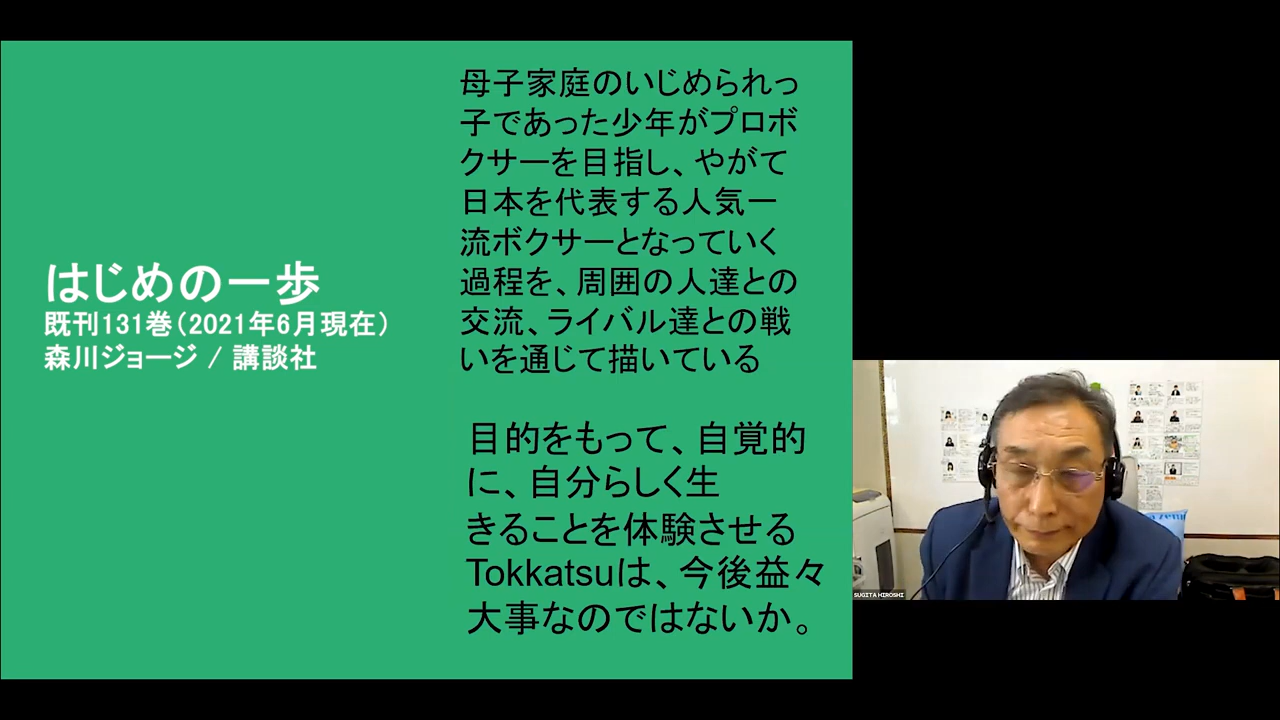 はじめの一歩
既刊131巻（2021年6月現在）
森川ジョージ / 講談社
母子家庭のいじめられっ
子であった少年がプロボ
クサーを目指し、やがて
日本を代表する人気一
流ボクサーとなっていく
過程を、周囲の人達との
交流、ライバル達との戦
いを通じて描いている
目的をもって、自覚的
に、自分らしく生
きることを体験させる
Tokkatsuは、今後益々
大事なのではないか。
SUGITA HIROSHI